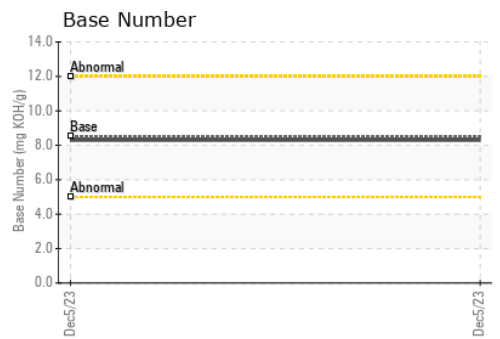 Base Number
Base Number (mg KOH/g)
14.0
12.0
10.0
8.0
6.0
4.0
2.0
0.0
Abnormal
Base
Abnormal
Dec5/23
Dec5/23